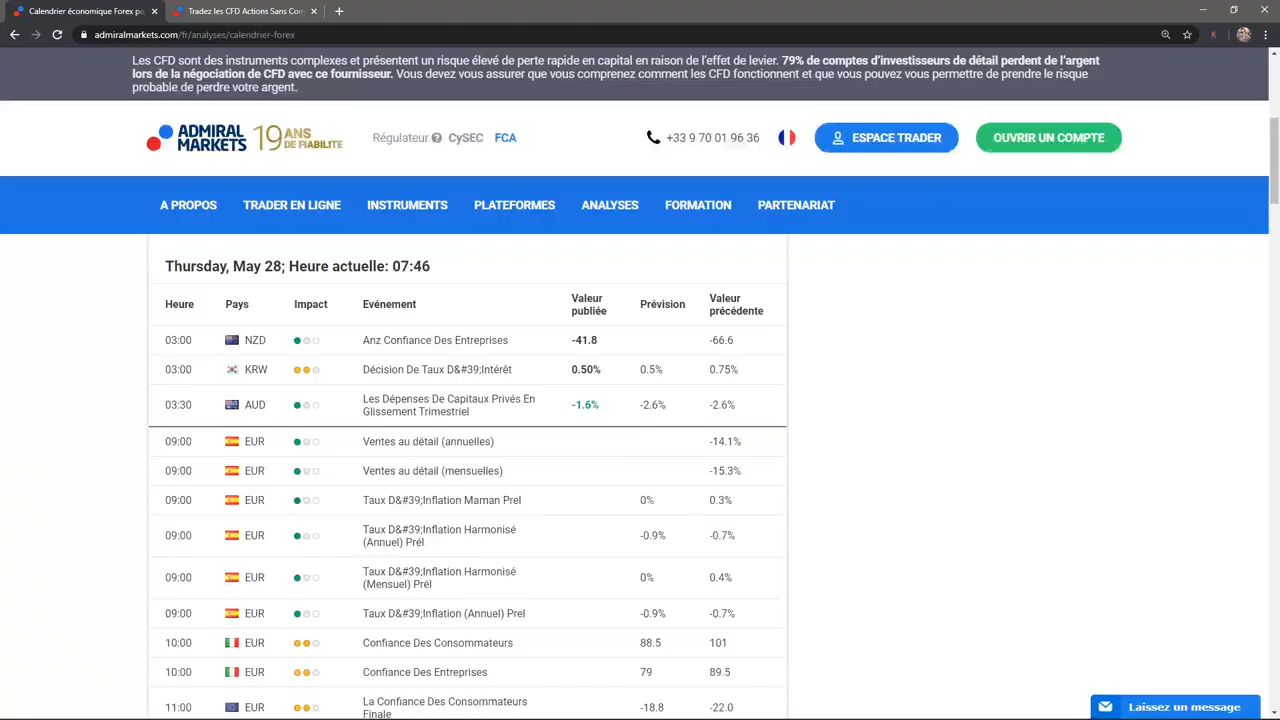 Calendrier économique Forex po
Tradez les CFD Actions Sans Com
admiralmarkets.com/fr/analyses/calendrier-forex
K
Les CFD sont des instruments complexes et présentent un risque élevé de perte rapide en capital en raison de l'effet de levier. 79% de comptes d'investisseurs de détail perdent de l'argent
lors de la négociation de CFD avec ce fournisseur. Vous devez vous assurer que vous comprenez comment les CFD fonctionnent et que vous pouvez vous permettre de prendre le risque
probable de perdre votre argent.
ADMIRAL MARKETS 19 ANS DE FIABILITE
Régulateur ? CySEC FCA
+33 9 70 01 96 36
ESPACE TRADER
OUVRIR UN COMPTE
A PROPOS TRADER EN LIGNE INSTRUMENTS PLATEFORMES ANALYSES FORMATION PARTENARIAT
Thursday, May 28; Heure actuelle: 07:46
Heure Pays Impact Evénement Valeur publiée Prévision Valeur précédente
03:00 NZD Anz Confiance Des Entreprises -41.8 -66.6
03:00 KRW Décision De Taux D&#39;Intérêt 0.50% 0.5% 0.75%
03:30 AUD Les Dépenses De Capitaux Privés En
Glissement Trimestriel -1.6% -2.6% -2.6%
09:00 EUR Ventes au détail (annuelles) -14.1%
09:00 EUR Ventes au détail (mensuelles) -15.3%
09:00 EUR Taux D&#39;Inflation Maman Prel 0% 0.3%
09:00 EUR Taux D&#39;Inflation Harmonisé
(Annuel) Prél -0.9% -0.7%
09:00 EUR Taux D&#39;Inflation Harmonisé
(Mensuel) Prél 0% 0.4%
09:00 EUR Taux D&#39;Inflation (Annuel) Prel -0.9% -0.7%
10:00 EUR Confiance Des Consommateurs 88.5 101
10:00 EUR Confiance Des Entreprises 79 89.5
11:00 EUR La Confiance Des Consommateurs
Finale -18.8 -22.0
Laissez un message